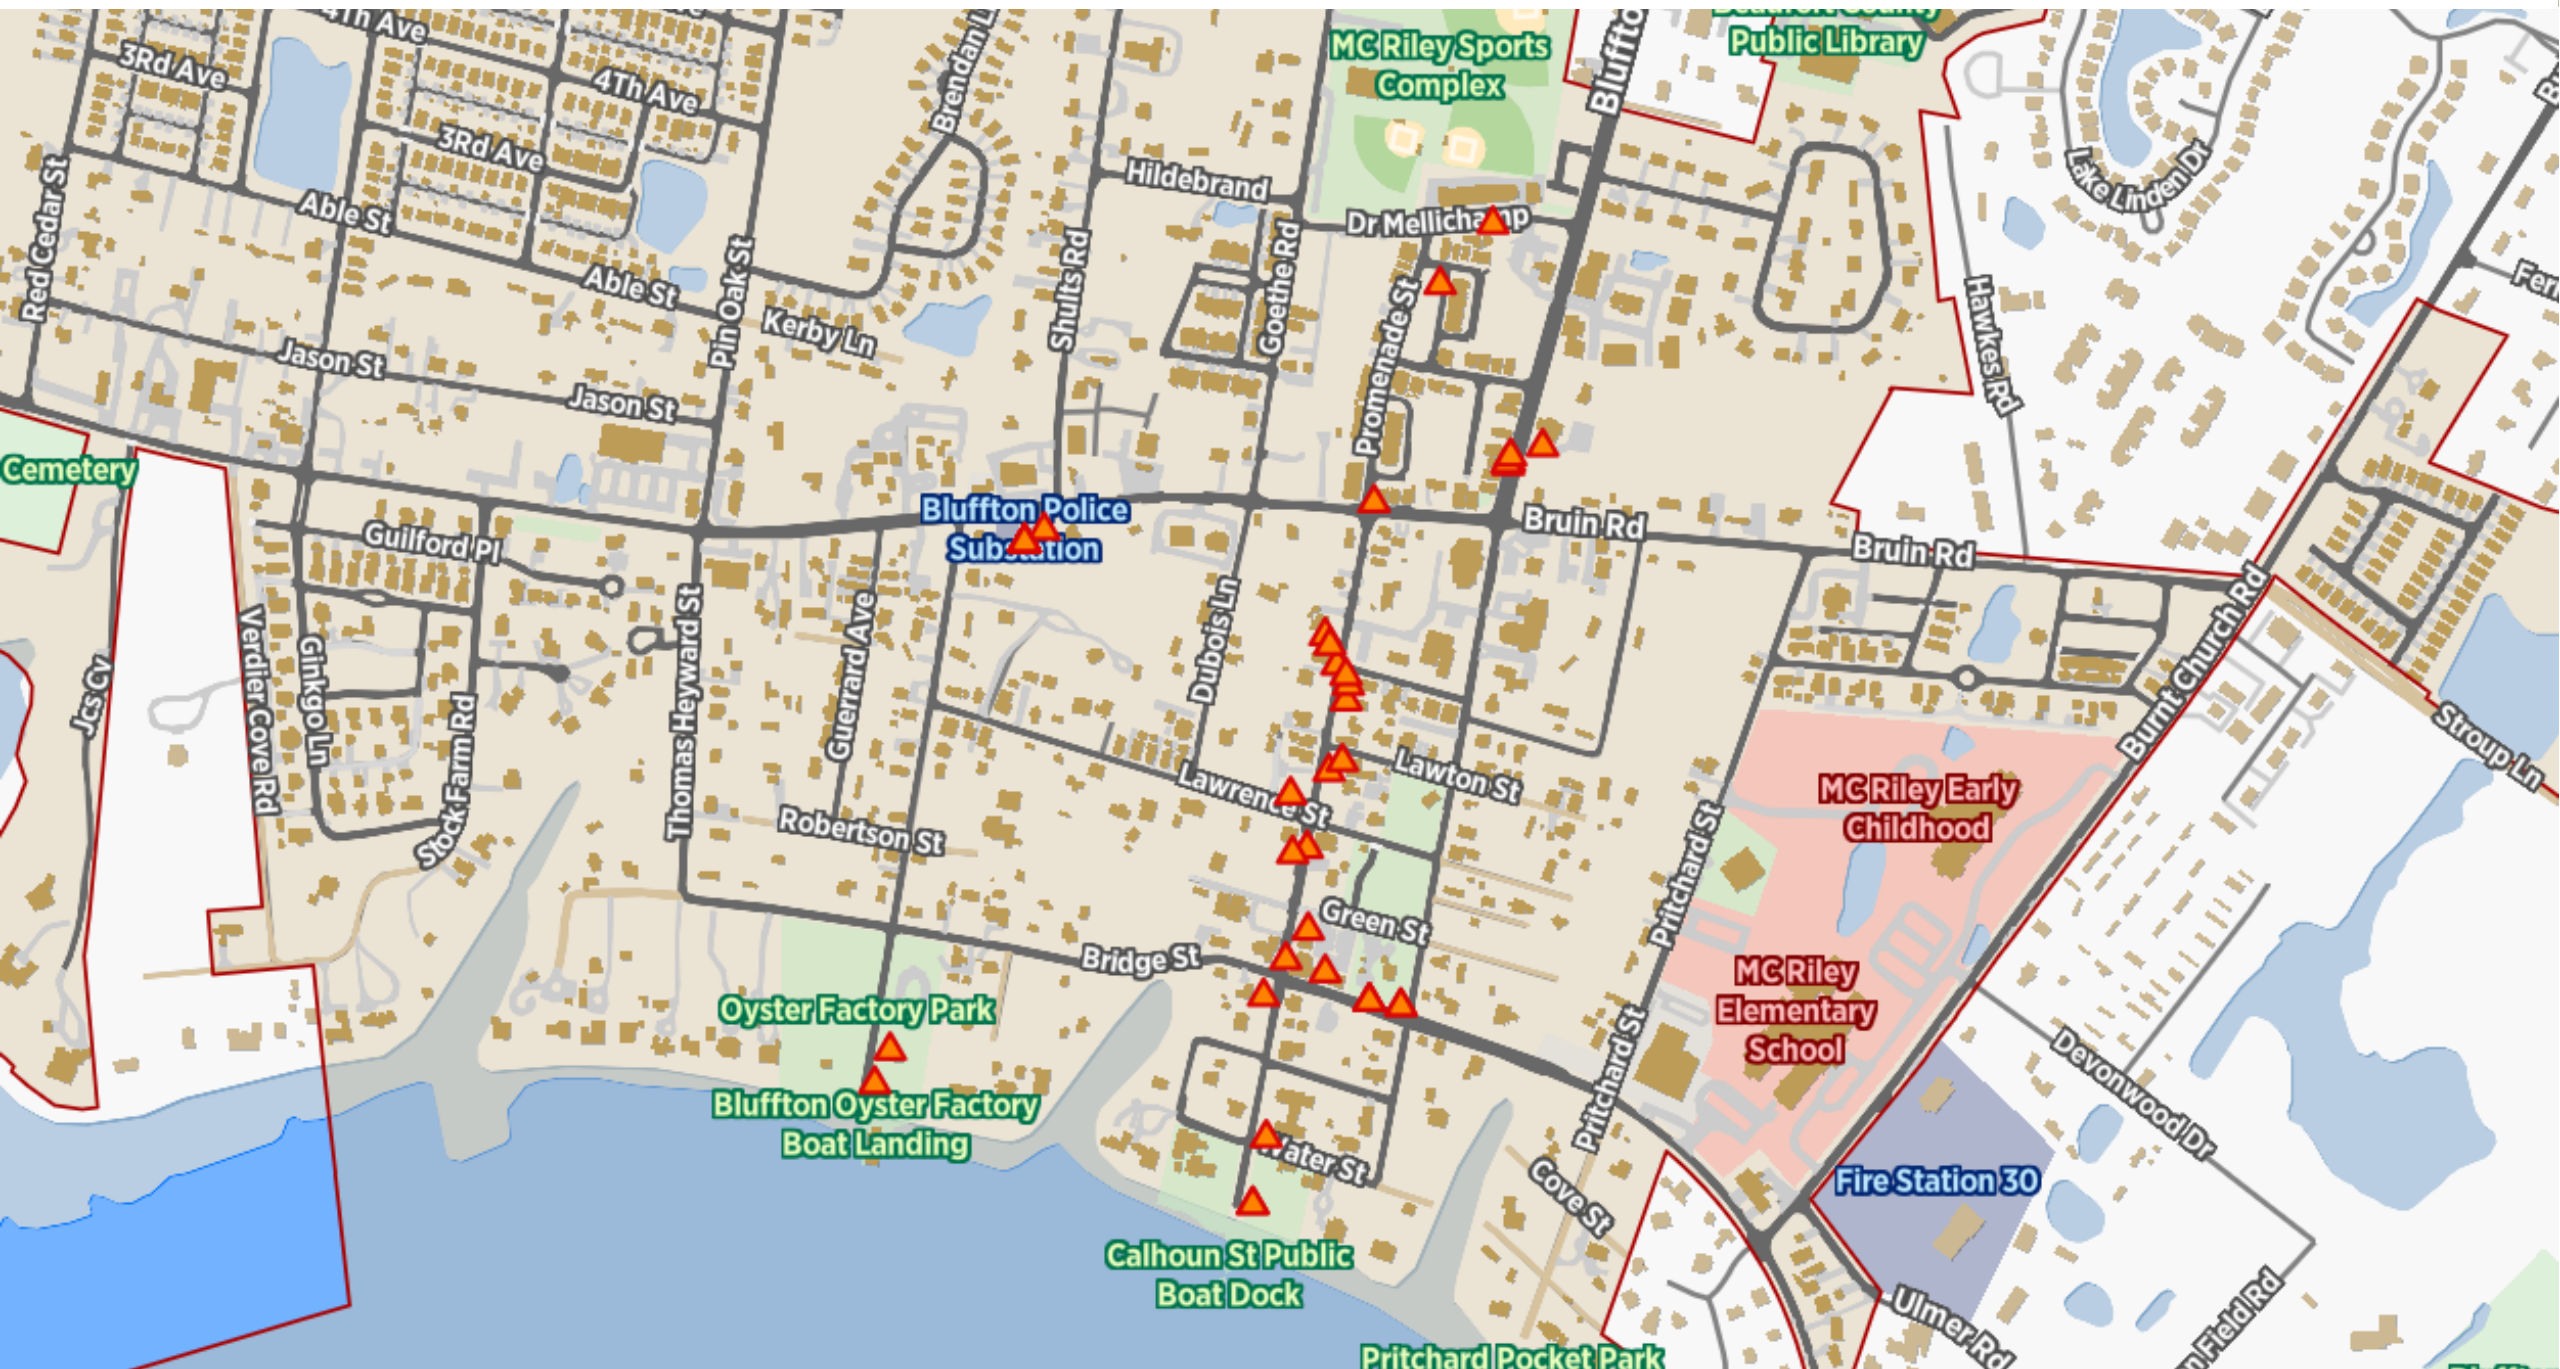 4Th Ave
MC Riley Sports
Complex
Public Library
3Rd Ave
4Th Ave
Brendan
3Rd Ave
Red Cedar St
Able St
Hildebrand
Dr Mellichamp
Lake Linden Dr
Able St
Pin Oak St
Kerby Ln
Shults Rd
Goethe Rd
Promenade St
Hawkes Rd
Jason St
Jason St
Cemetery
Guilford Pl
Bluffton Police
Substation
Bruin Rd
Bruin Rd
Verdier Cove Rd
Ginkgo Ln
Jcs Cv
Stock Farm Rd
Thomas Heyward St
Guerrard Ave
Dubois Ln
Burnt Church Rd
Stroup Ln
Lawton St
Lawrence St
Robertson St
MC Riley Early
Childhood
Pritchard St
Green St
Bridge St
MC Riley
Elementary
School
Oyster Factory Park
Bluffton Oyster Factory
Boat Landing
Pritchard St
Devonwood Dr
Water St
Cove St
Fire Station 30
Calhoun St Public
Boat Dock
Ulmer Rd
Field Rd
Pritchard Pocket Park